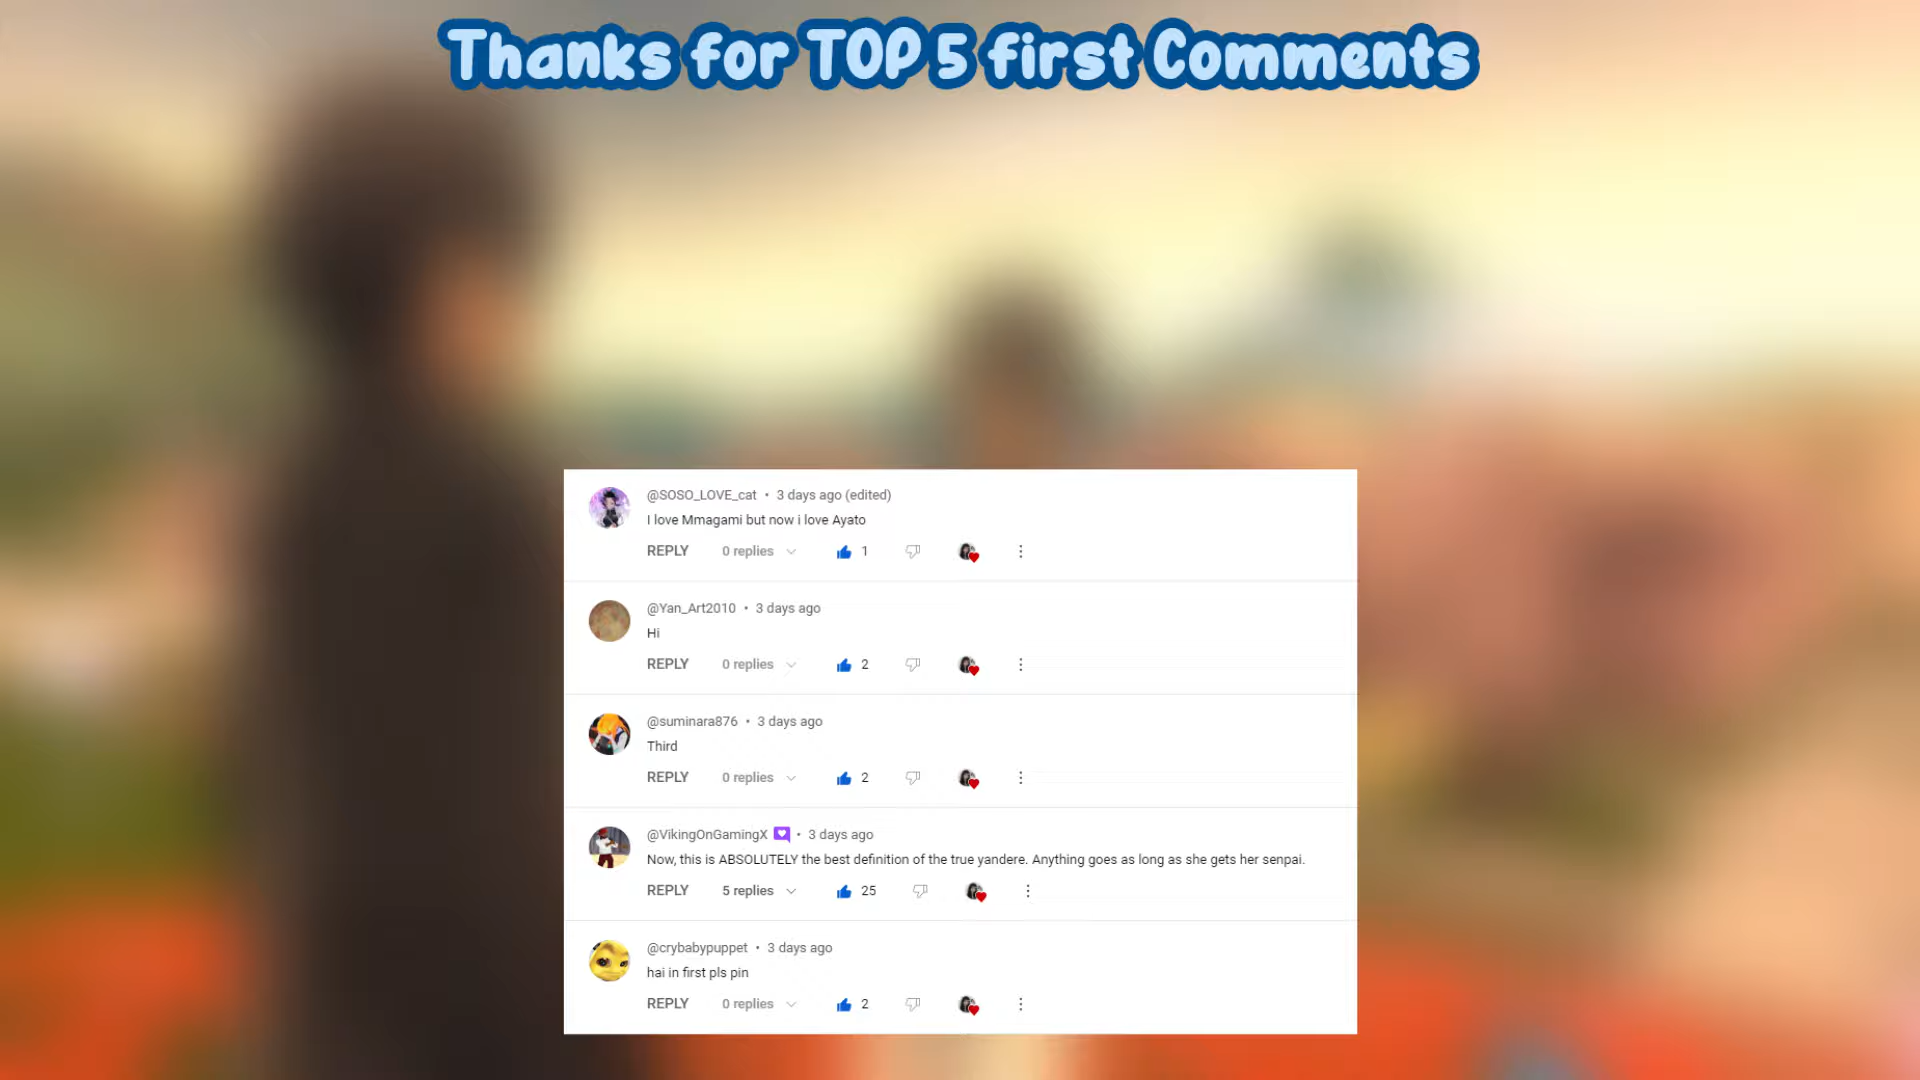 Thanks for TOP 5 first Comments
@SOSO_LOVE_cat • 3 days ago (edited)
I love Mmagami but now i love Ayato
REPLY 0 replies 1
@Yan_Art2010 • 3 days ago
Hi
REPLY 0 replies 2
@suminara876 • 3 days ago
Third
REPLY 0 replies 2
@VikingOnGamingX • 3 days ago
Now, this is ABSOLUTELY the best definition of the true yandere. Anything goes as long as she gets her senpai.
REPLY 5 replies 25
@crybabypuppet • 3 days ago
hai in first pls pin
REPLY 0 replies 2